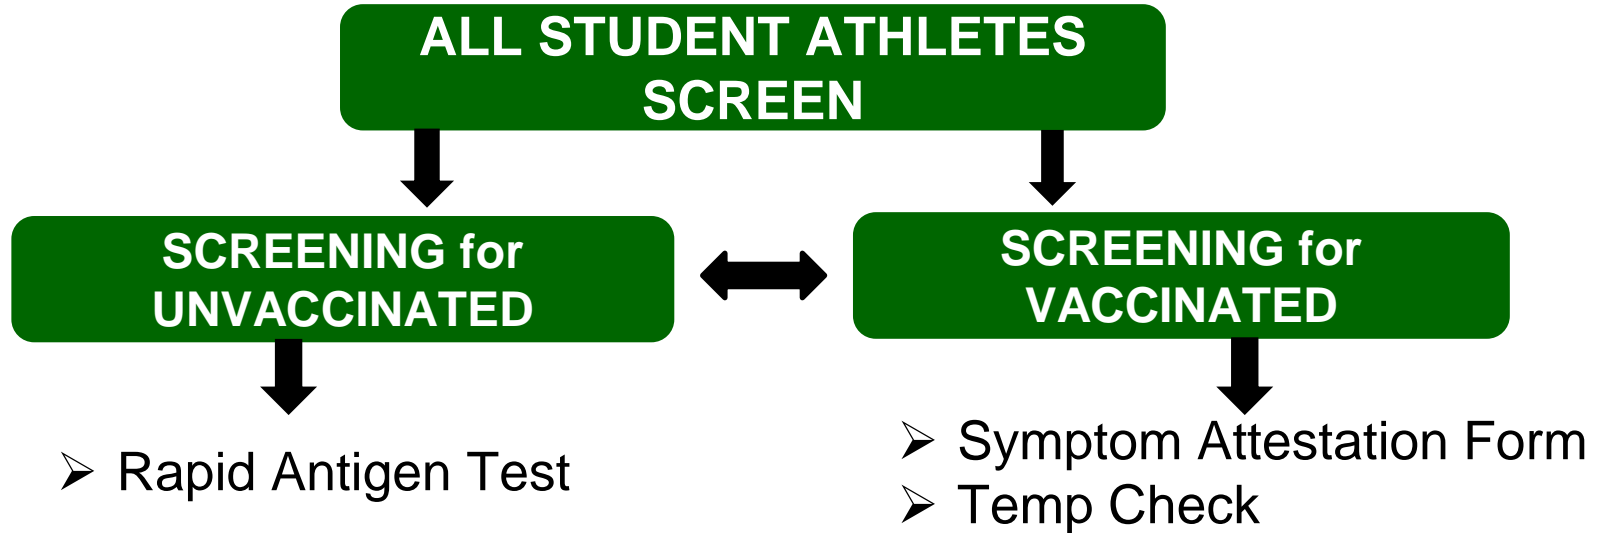 ALL STUDENT ATHLETES
SCREEN
SCREENING for
UNVACCINATED
SCREENING for
VACCINATED
➢ Rapid Antigen Test
➢ Symptom Attestation Form
➢ Temp Check